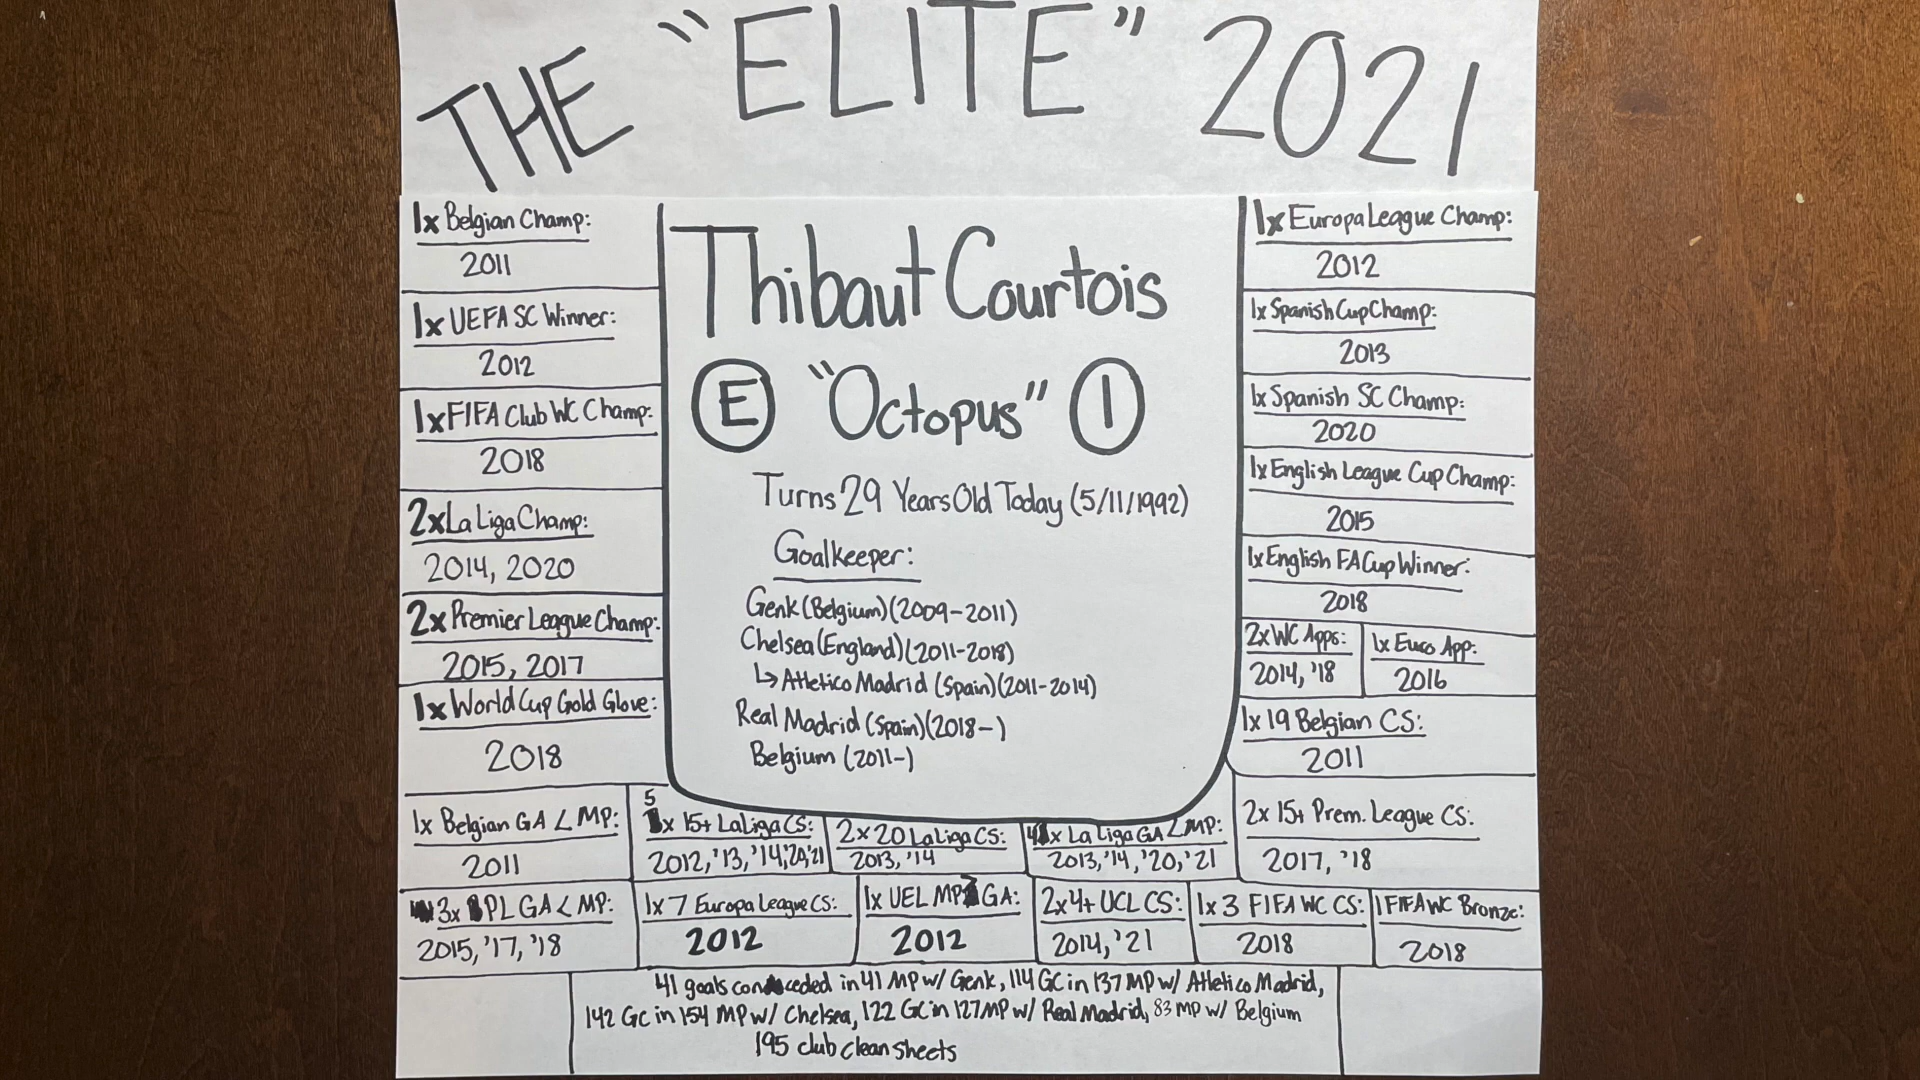 THE "ELITE" 2021
1x Belgian Champ:
2011
1x UEFA SC Winner:
2012
1x FIFA Club WC Champ:
2018
2x La Liga Champ:
2014, 2020
2x Premier League Champ:
2015, 2017
1x World Cup Gold Glove:
2018
Thibaut Courtois
E "Octopus" 1
Turns 29 Years Old Today (5/11/1992)
Goalkeeper:
Genk (Belgium) (2009-2011)
Chelsea (England) (2011-2018)
↳ Atletico Madrid (Spain) (2011-2014)
Real Madrid (Spain) (2018-)
Belgium (2011-)
1x Europa League Champ:
2012
1x Spanish Cup Champ:
2013
1x Spanish SC Champ:
2020
1x English League Cup Champ:
2015
1x English FA Cup Winner:
2018
2x WC Apps:
2014, '18
1x Euro App:
2016
1x 19 Belgian CS:
2011
1x Belgian GA < MP:
2011
5x 15+ La Liga CS:
2012, '13, '14, '20, '21
2x 20 La Liga CS:
2013, '14
4x La Liga GA < MP:
2013, '14, '20, '21
2x 15+ Prem. League CS:
2017, '18
3x PL GA < MP:
2015, '17, '18
1x 7 Europa League CS:
2012
1x UEL MP GA:
2012
2x 4+ UCL CS:
2014, '21
1x 3 FIFA WC CS:
2018
1 FIFA WC Bronze:
2018
41 goals conceded in 41 MP w/ Genk, 114 GC in 137 MP w/ Atletico Madrid,
142 GC in 154 MP w/ Chelsea, 122 GC in 127 MP w/ Real Madrid, 83 MP w/ Belgium
195 club clean sheets